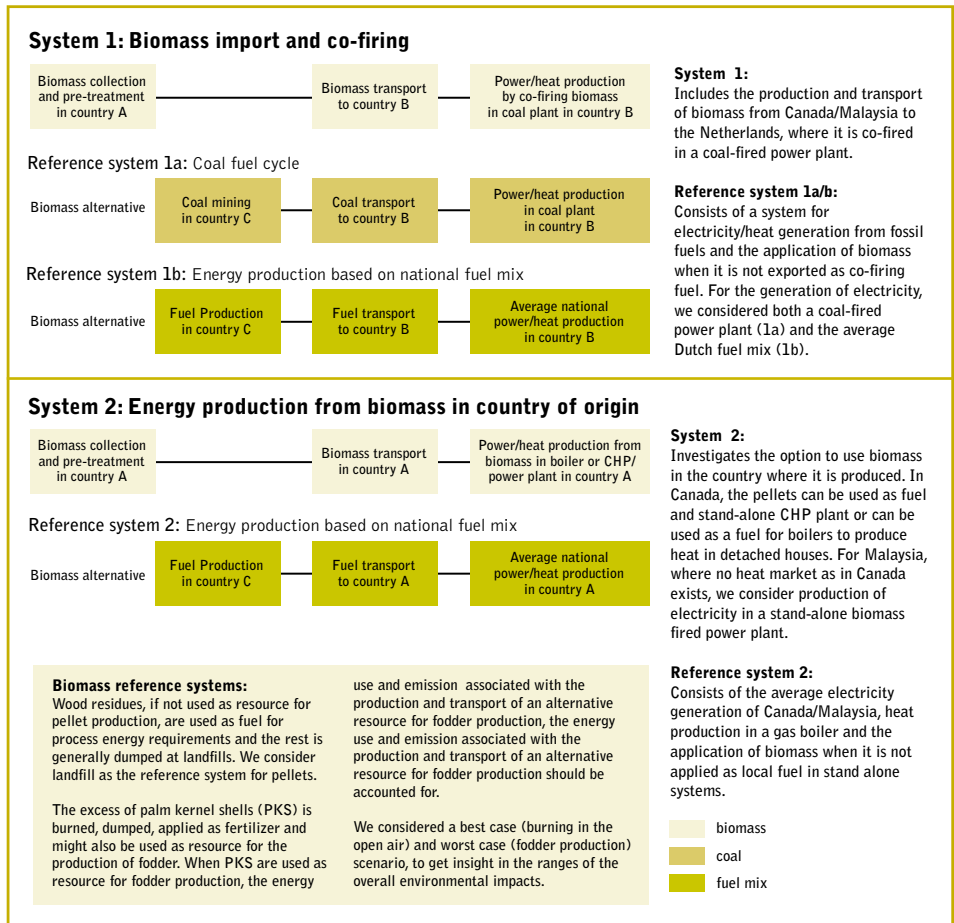 System 1: Biomass import and co-firing
Biomass collection
and pre-treatment
in country A
Biomass transport
to country B
Power/heat production
by co-firing biomass
in coal plant in country B
Reference system 1a: Coal fuel cycle
Biomass alternative
Coal mining
in country C
Coal transport
to country B
Power/heat production
in coal plant
in country B
Reference system 1b: Energy production based on national fuel mix
Biomass alternative
Fuel Production
in country C
Fuel transport
to country B
Average national
power/heat production
in country B
System 1:
Includes the production and transport
of biomass from Canada/Malaysia to
the Netherlands, where it is co-fired
in a coal-fired power plant.
Reference system 1a/b:
Consists of a system for
electricity/heat generation from fossil
fuels and the application of biomass
when it is not exported as co-firing
fuel. For the generation of electricity,
we considered both a coal-fired
power plant (1a) and the average
Dutch fuel mix (1b).
System 2: Energy production from biomass in country of origin
Biomass collection
and pre-treatment
in country A
Biomass transport
in country A
Power/heat production from
biomass in boiler or CHP/
power plant in country A
Reference system 2: Energy production based on national fuel mix
Biomass alternative
Fuel Production
in country C
Fuel transport
to country A
Average national
power/heat production
in country A
System 2:
Investigates the option to use biomass
in the country where it is produced. In
Canada, the pellets can be used as fuel
and stand-alone CHP plant or can be
used as a fuel for boilers to produce
heat in detached houses. For Malaysia,
where no heat market as in Canada
exists, we consider production of
electricity in a stand-alone biomass
fired power plant.
Reference system 2:
Consists of the average electricity
generation of Canada/Malaysia, heat
production in a gas boiler and the
application of biomass when it is not
applied as local fuel in stand alone
systems.
biomass
coal
fuel mix
Biomass reference systems:
Wood residues, if not used as resource for
pellet production, are used as fuel for
process energy requirements and the rest is
generally dumped at landfills. We consider
landfill as the reference system for pellets.
The excess of palm kernel shells (PKS) is
burned, dumped, applied as fertilizer and
might also be used as resource for the
production of fodder. When PKS are used as
resource for fodder production, the energy
use and emission associated with the
production and transport of an alternative
resource for fodder production, the energy
use and emission associated with the
production and transport of an alternative
resource for fodder production should be
accounted for.
We considered a best case (burning in the
open air) and worst case (fodder production)
scenario, to get insight in the ranges of the
overall environmental impacts.